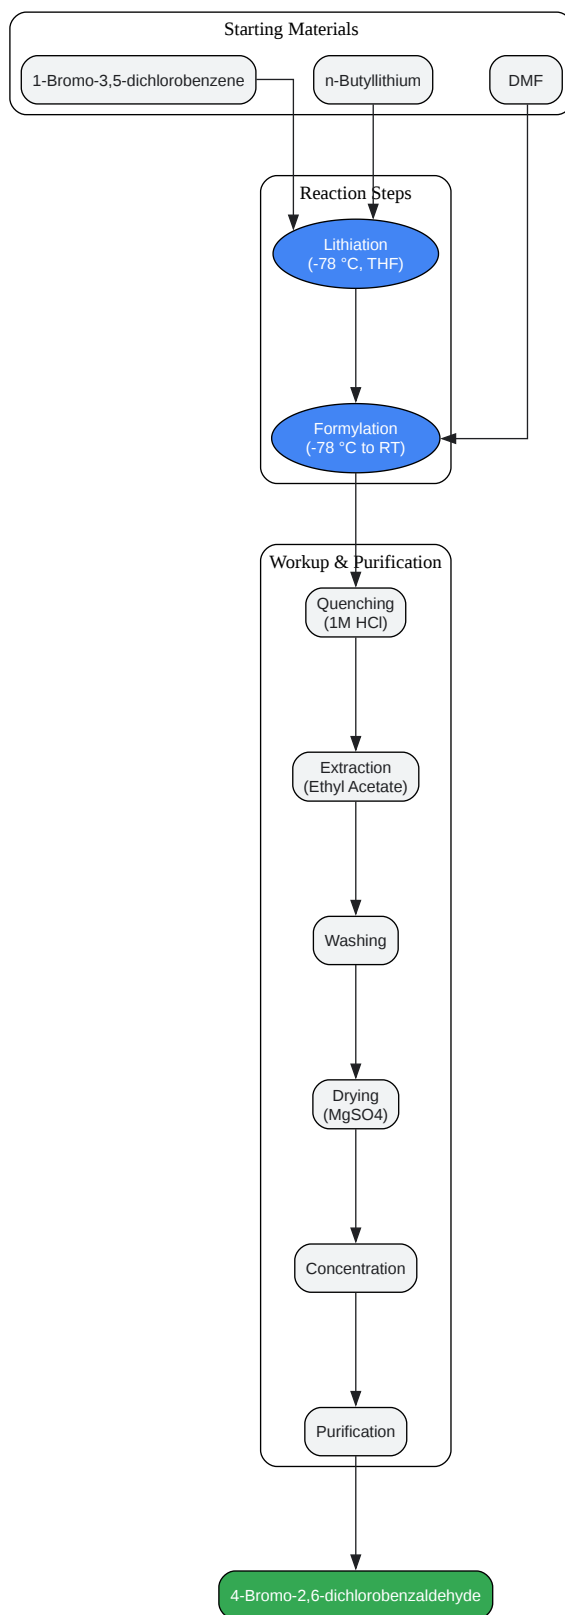 Starting Materials
1-Bromo-3,5-dichlorobenzene
n-Butyllithium
DMF
Reaction Steps
Lithiation
(-78 °C, THF)
Formylation
(-78 °C to RT)
Workup & Purification
Quenching
(1M HCl)
Extraction
(Ethyl Acetate)
Washing
Drying
(MgSO4)
Concentration
Purification
4-Bromo-2,6-dichlorobenzaldehyde